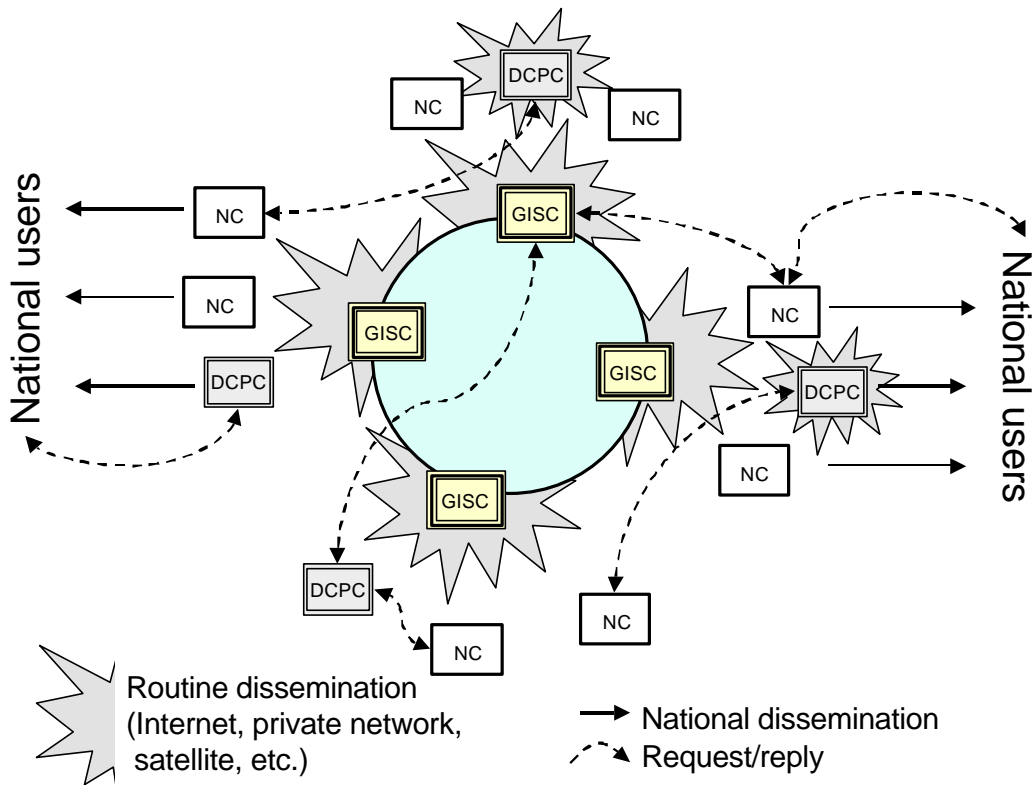 DCPC
NC
NC
National users
NC
GISC
NC
GISC
NC
National users
DCPC
GISC
DCPC
NC
GISC
DCPC
NC
NC
Routine dissemination
(Internet, private network,
satellite, etc.)
National dissemination
Request/reply